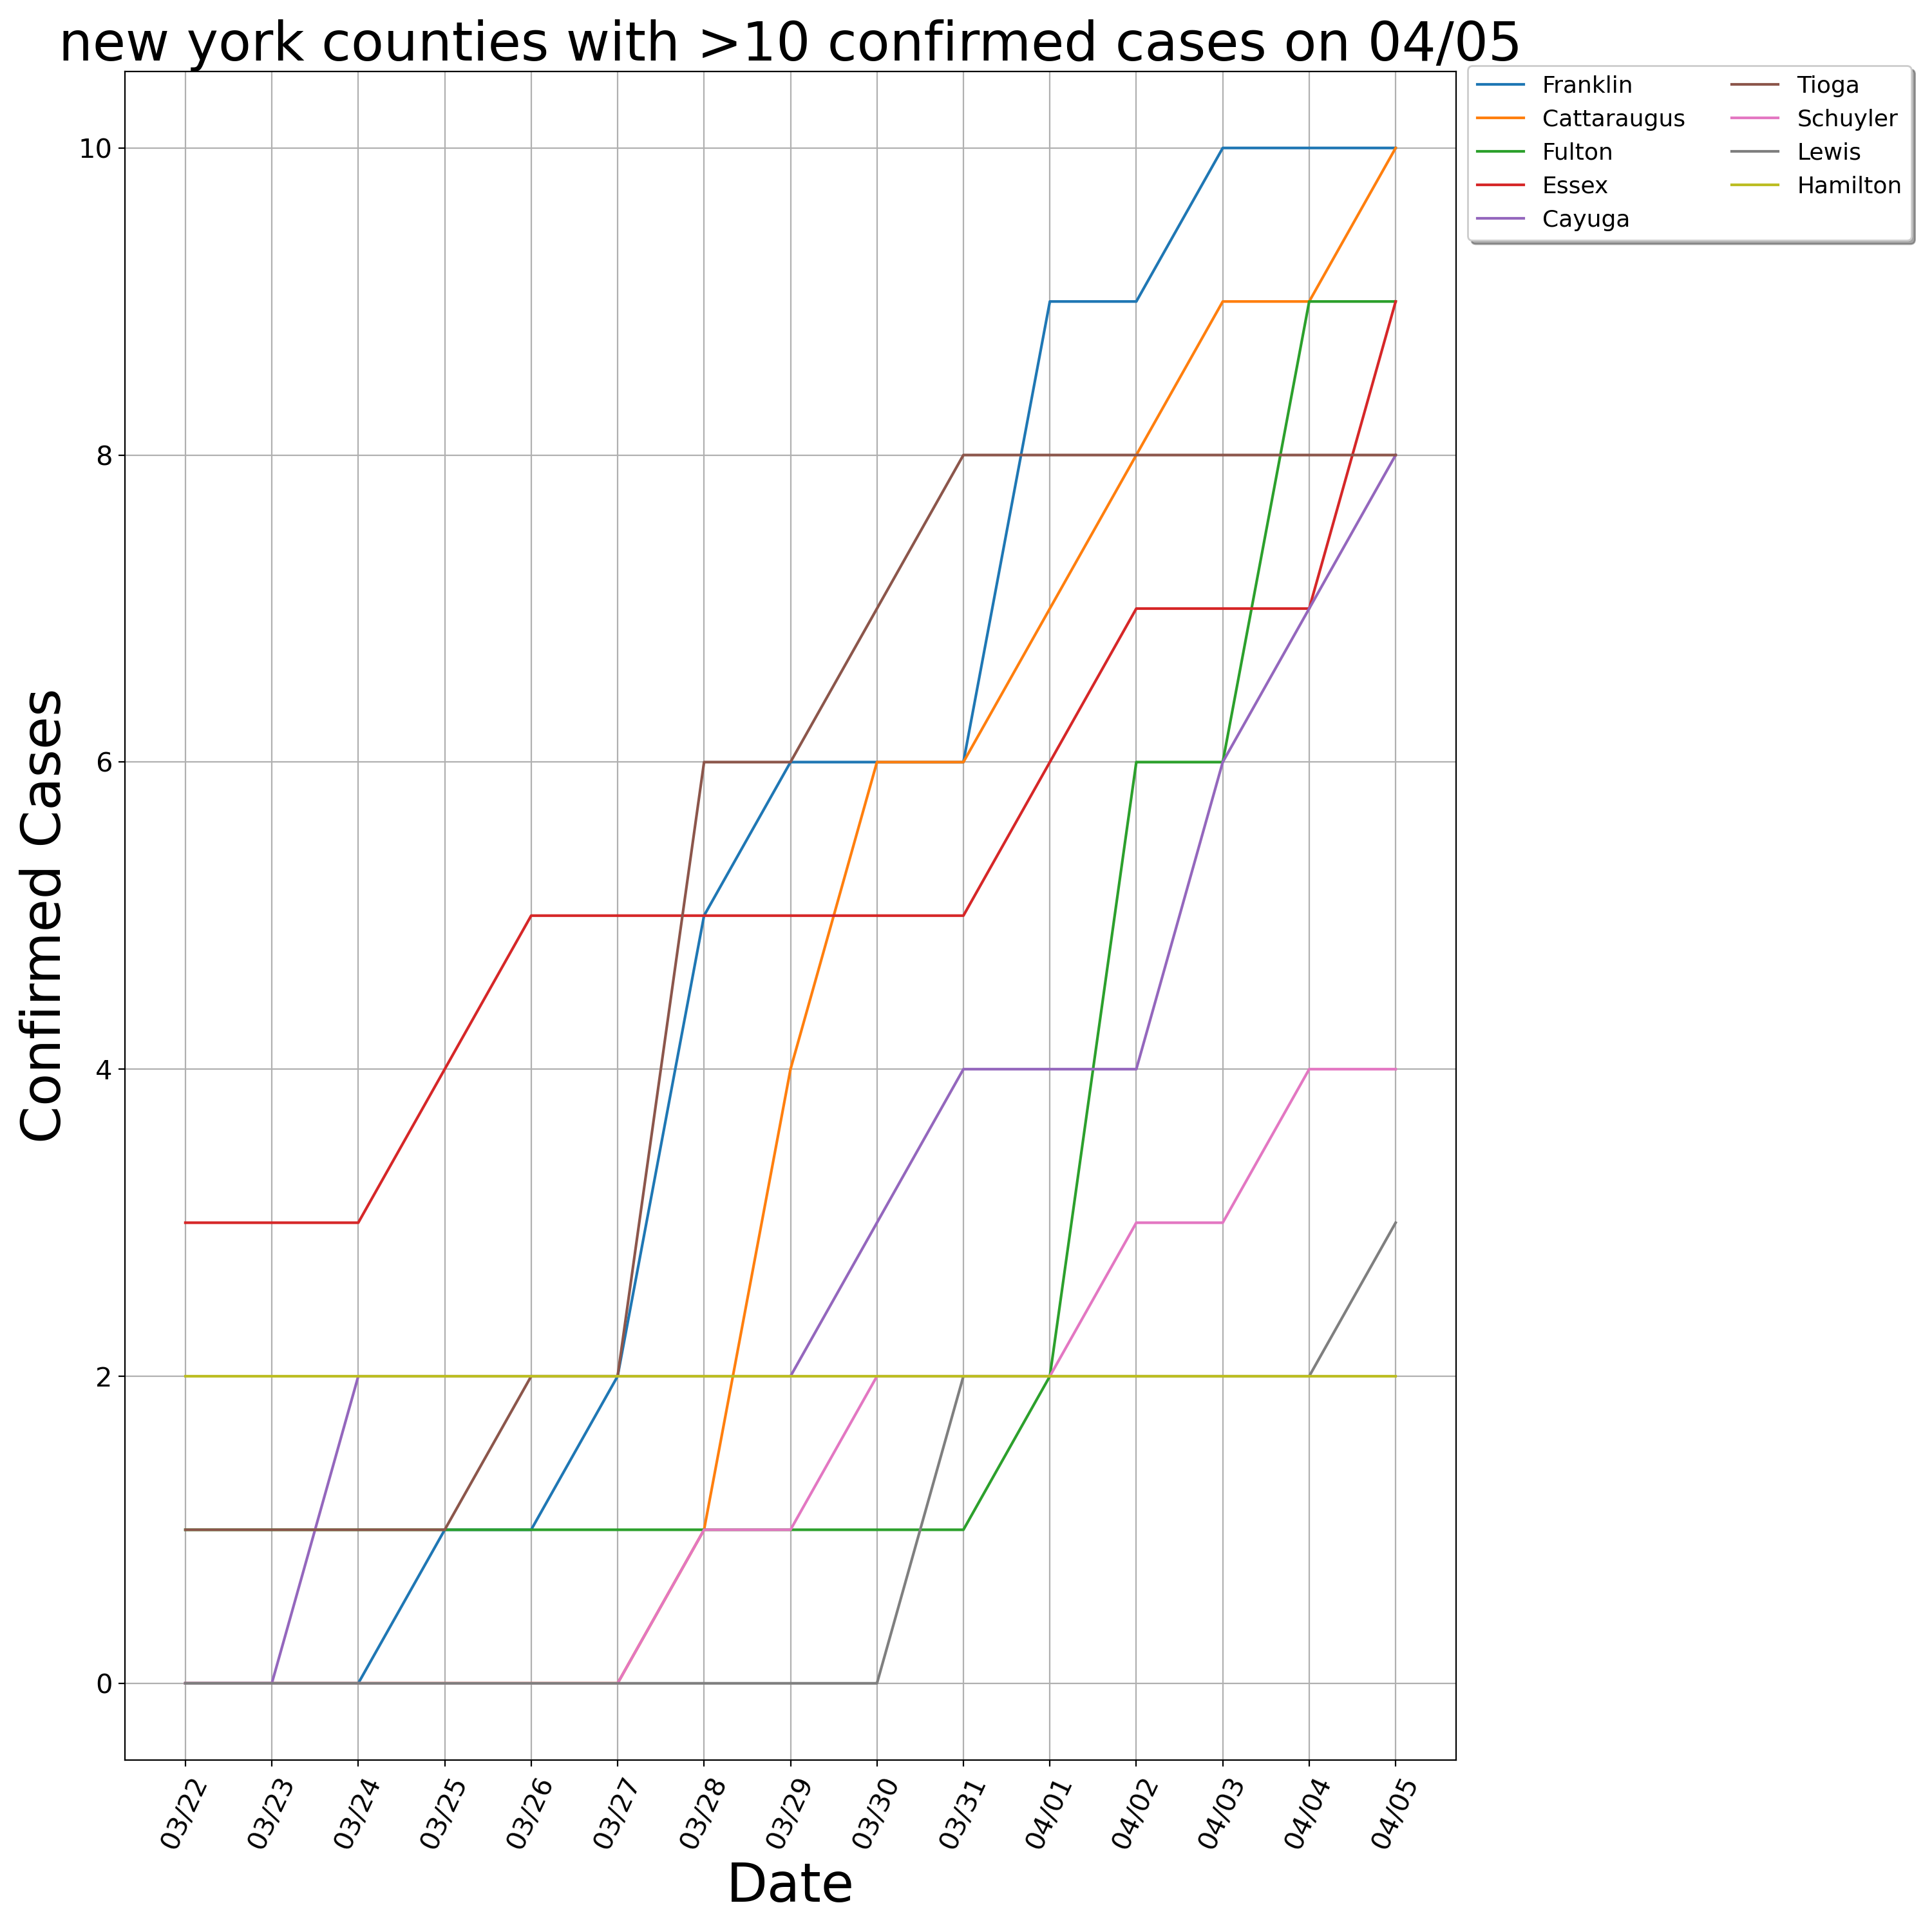 new york counties with >10 confirmed cases on 04/05
Franklin
Cattaraugus
Fulton
Essex
Cayuga
Tioga
Schuyler
Lewis
Hamilton
Confirmed Cases
10
8
6
4
2
0
03/22
03/23
03/24
03/25
03/26
03/27
03/28
03/29
03/30
03/31
04/01
04/02
04/03
04/04
04/05
Date